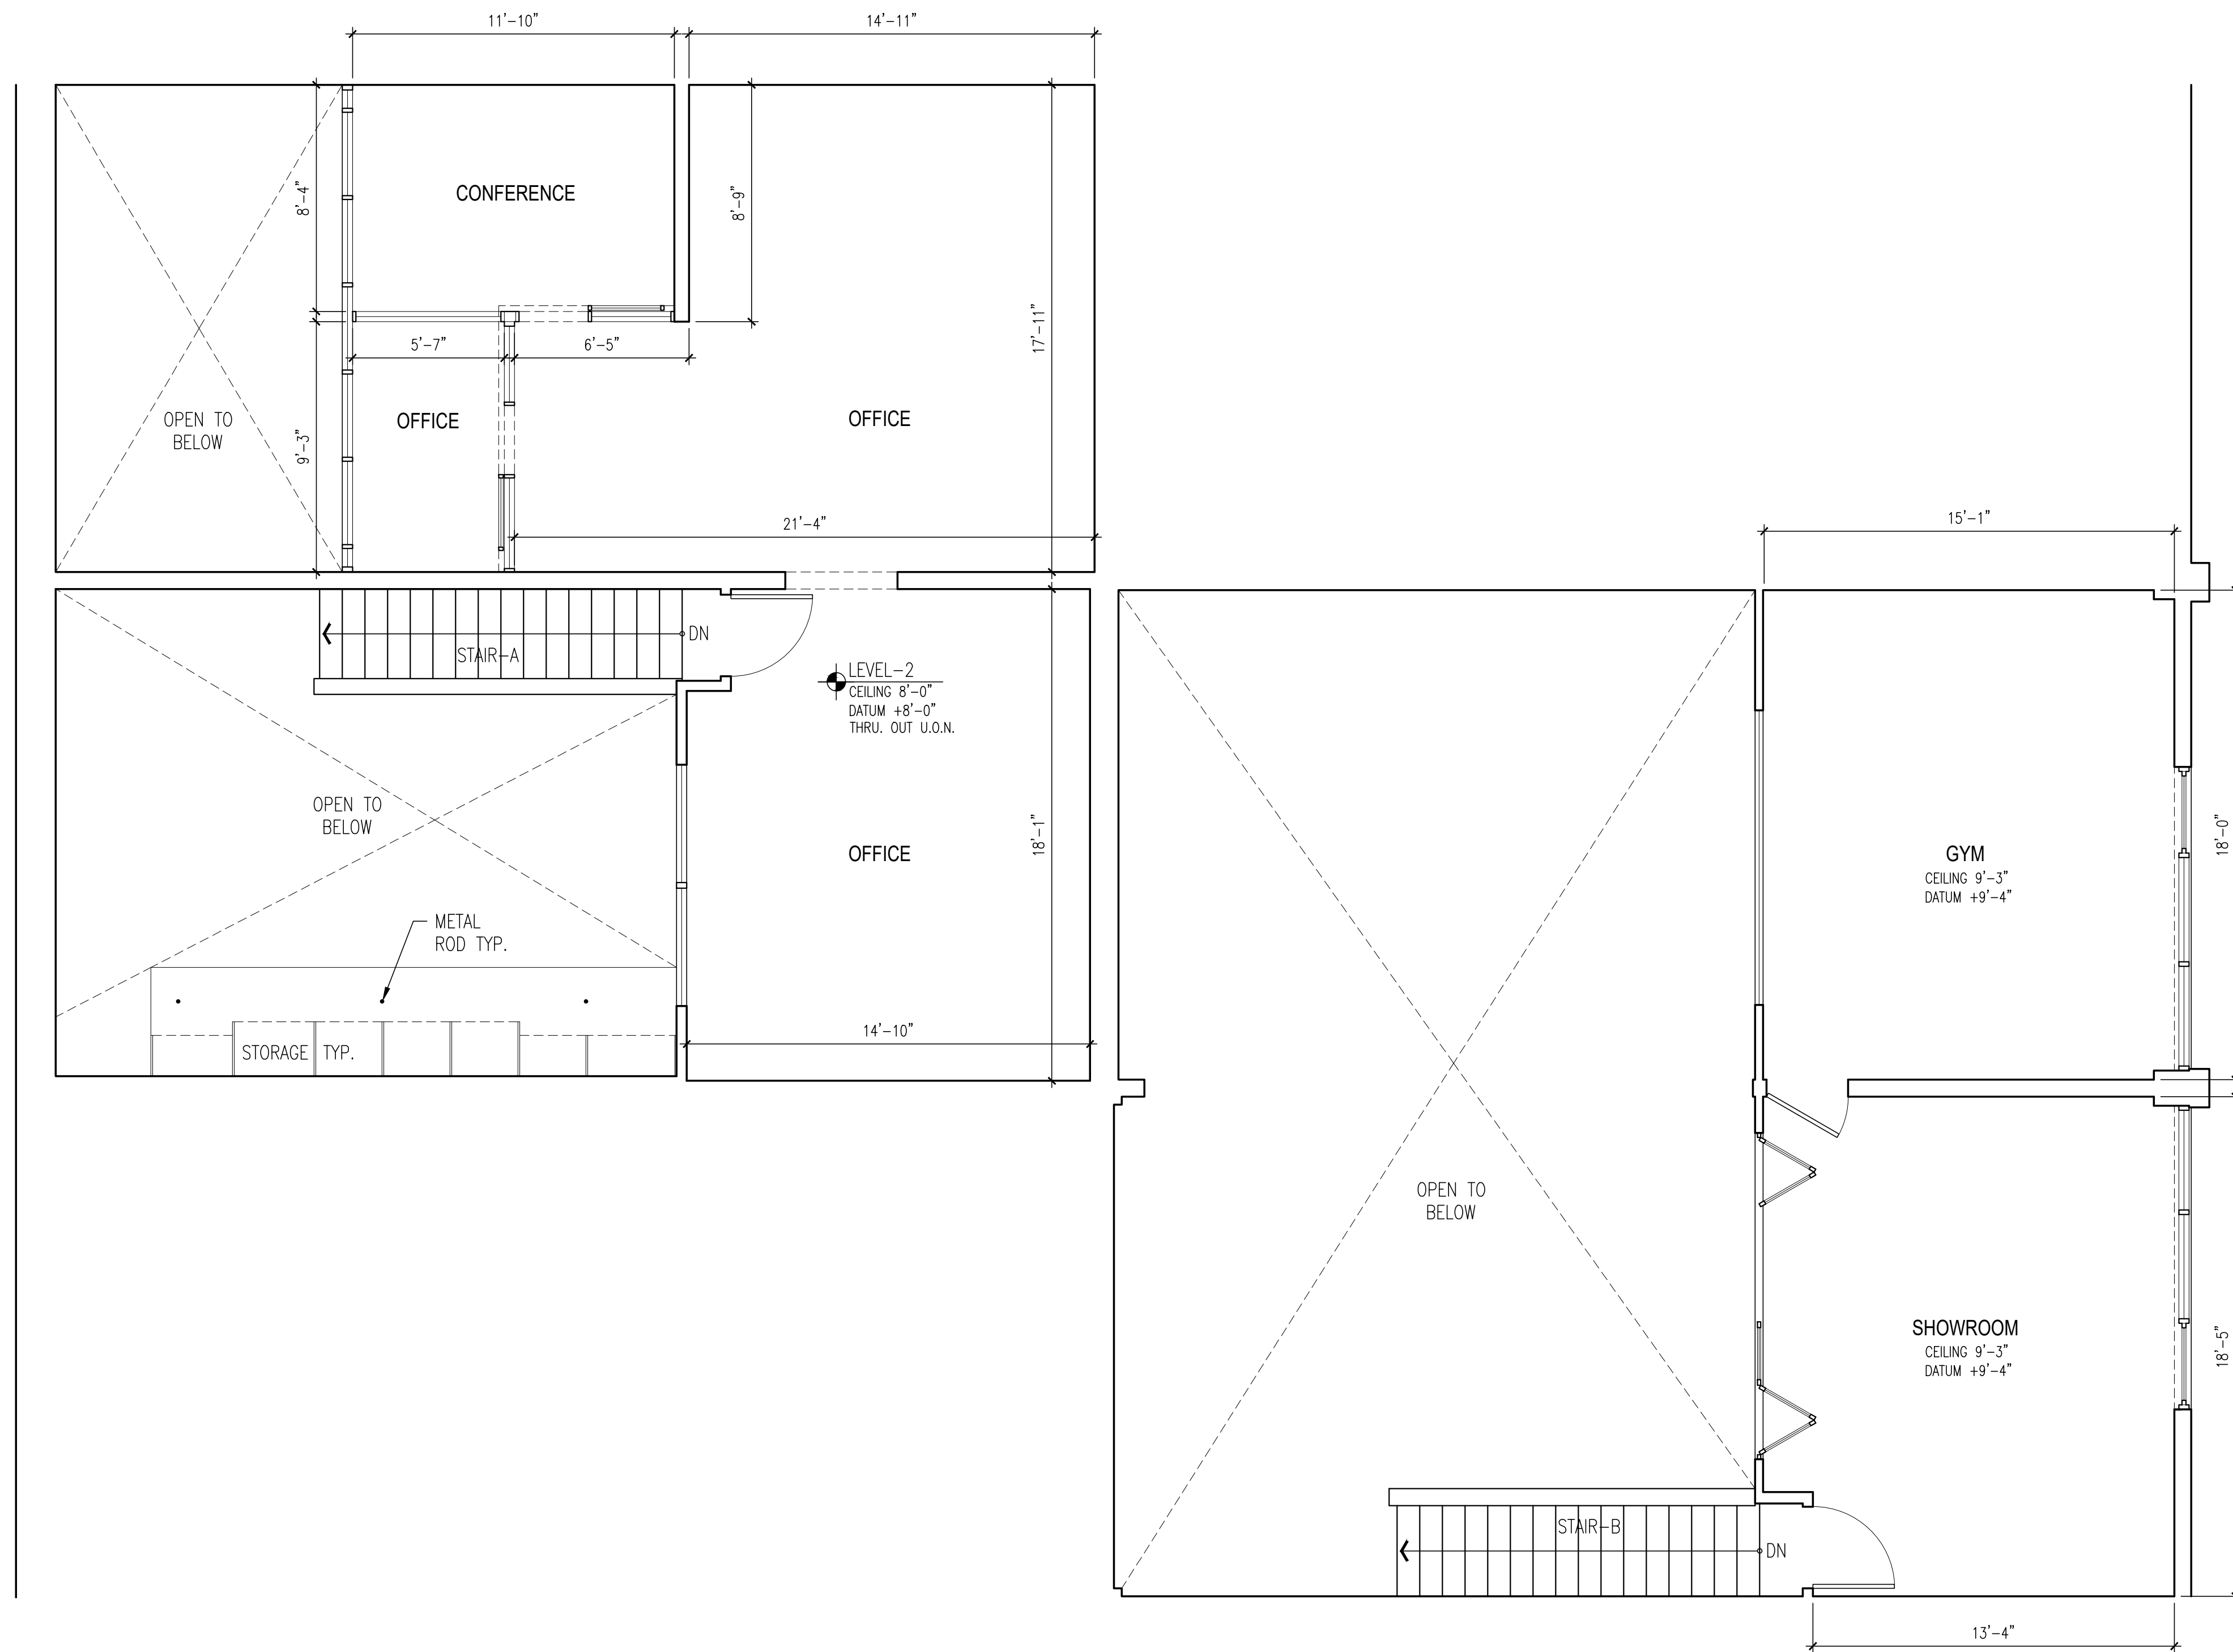 11'-10"
14'-11"
8'-4"
CONFERENCE
8'-9"
17'-11"
5'-7"
6'-5"
OPEN TO
BELOW
9'-3"
OFFICE
OFFICE
21'-4"
15'-1"
DN
STAIR-A
LEVEL-2
CEILING 8'-0"
DATUM +8'-0"
THRU. OUT U.O.N.
OPEN TO
BELOW
OFFICE
18'-1"
GYM
CEILING 9'-3"
DATUM +9'-4"
18'-0"
METAL
ROD TYP.
14'-10"
STORAGE TYP.
OPEN TO
BELOW
SHOWROOM
CEILING 9'-3"
DATUM +9'-4"
18'-5"
STAIR-B
DN
13'-4"